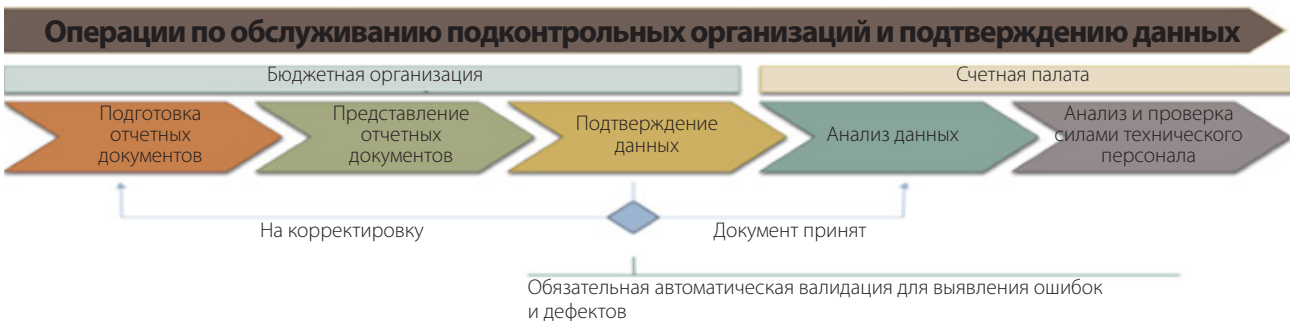 Операции по обслуживанию подконтрольных организаций и подтверждению данных
Бюджетная организация
Счетная палата
Подготовка
отчетных
документов
Представление
отчетных
документов
Подтверждение
данных
Анализ данных
Анализ и проверка
силами технического
персонала
На корректировку
Документ принят
Обязательная автоматическая валидация для выявления ошибок
и дефектов